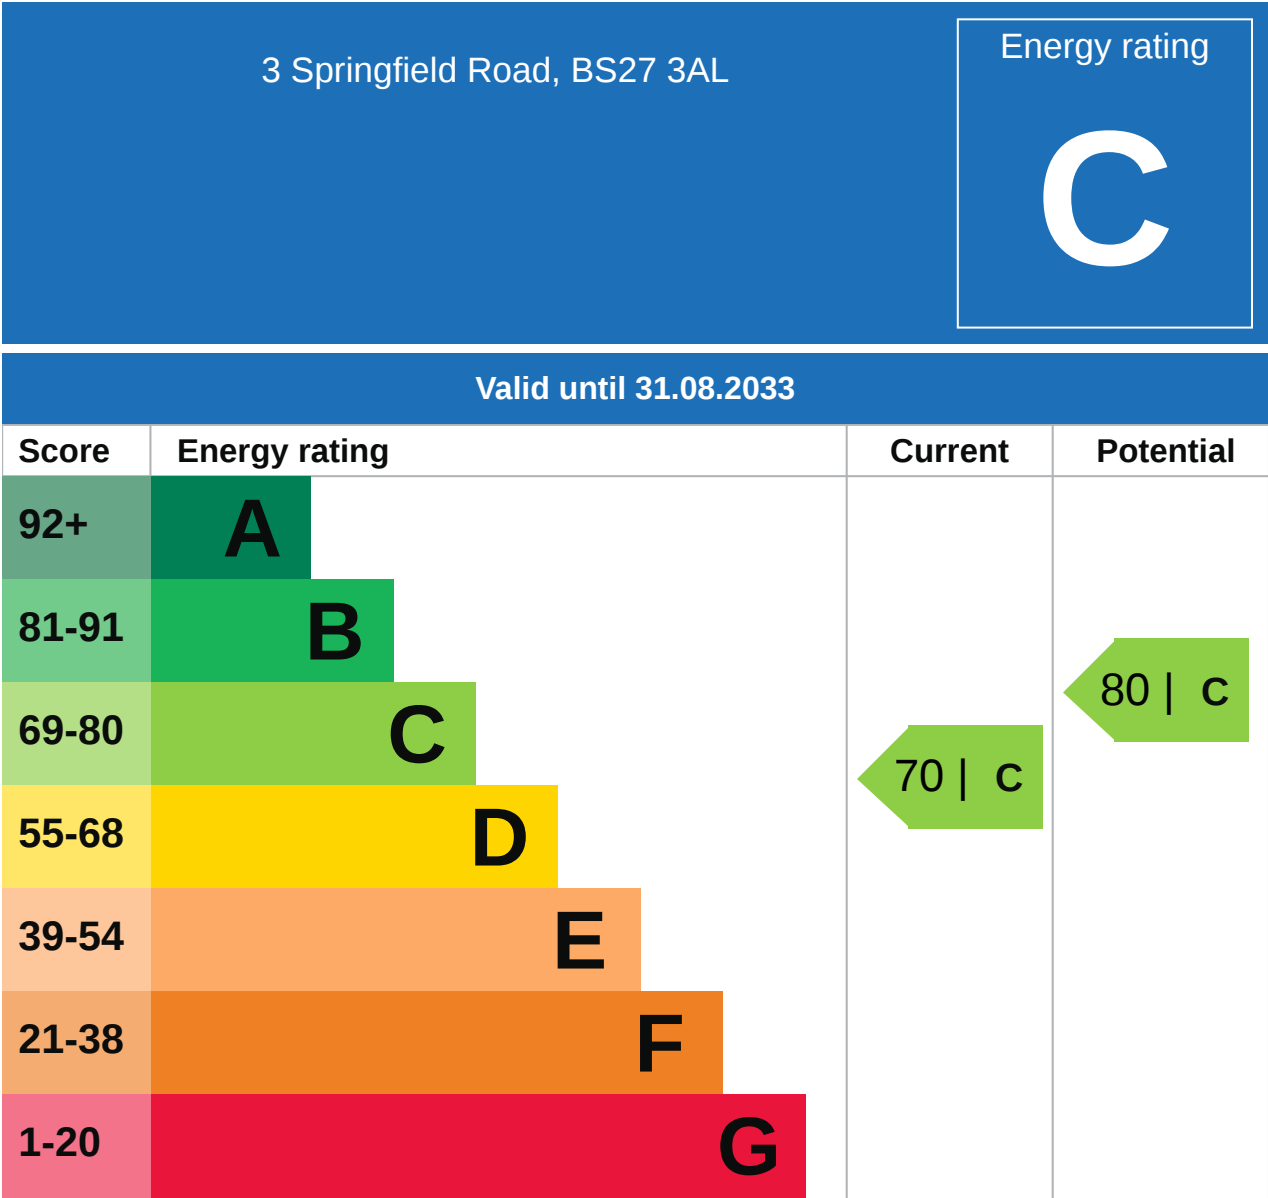 3 Springfield Road, BS27 3AL
Energy rating
C
Valid until 31.08.2033
Score Energy rating Current Potential
92+ A
81-91 B
69-80 C
80 | C
70 | C
55-68 D
39-54 E
21-38 F
1-20 G